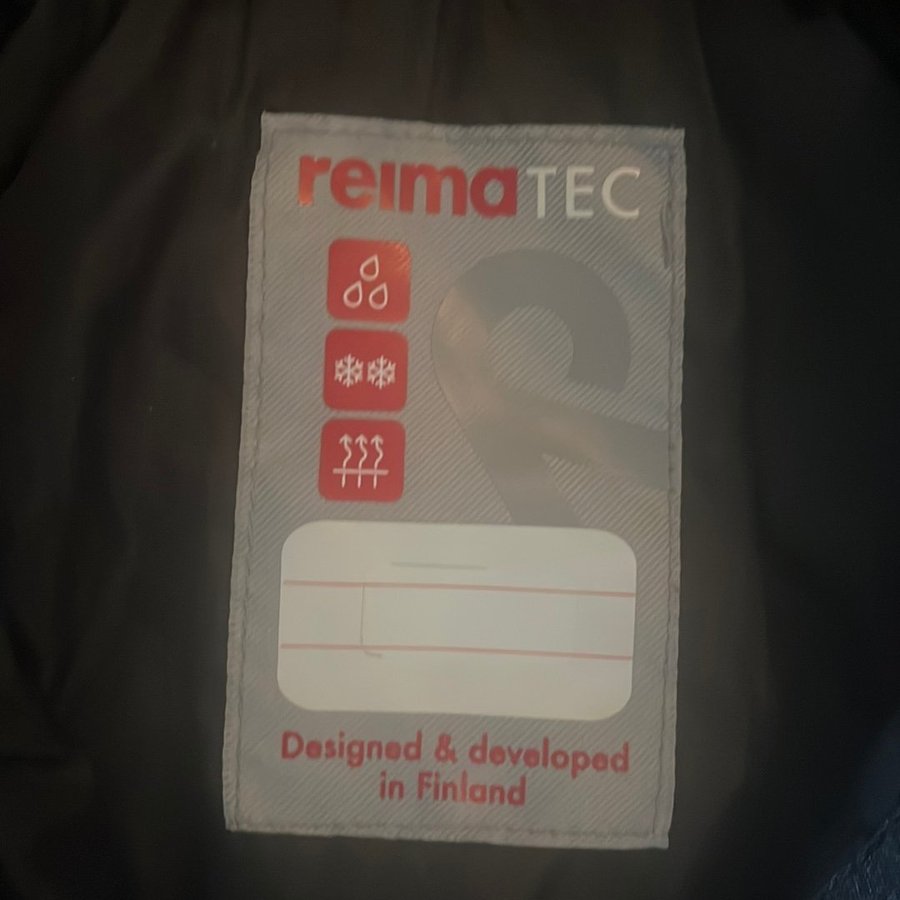 reimaTEC
Designed & developed
in Finland